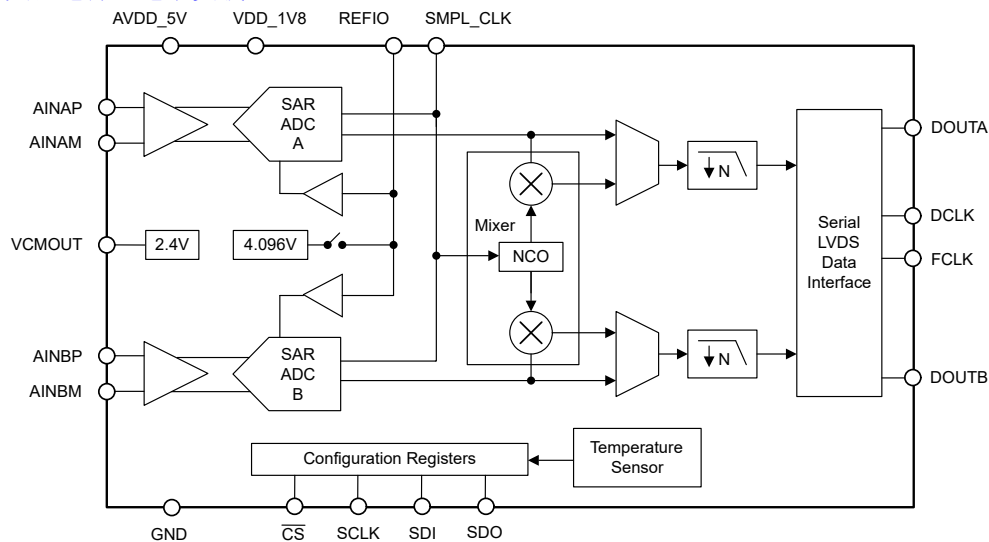 AVDD_5V
VDD_1V8
REFIO
SMPL_CLK
AINAP
AINAM
SAR
ADC
A
DOUTA
N
Mixer
Serial
LVDS
Data
Interface
DCLK
VCMOUT
2.4V
4.096V
NCO
FCLK
AINBP
AINBM
SAR
ADC
B
N
DOUTB
Configuration Registers
Temperature
Sensor
GND
CS
SCLK
SDI
SDO